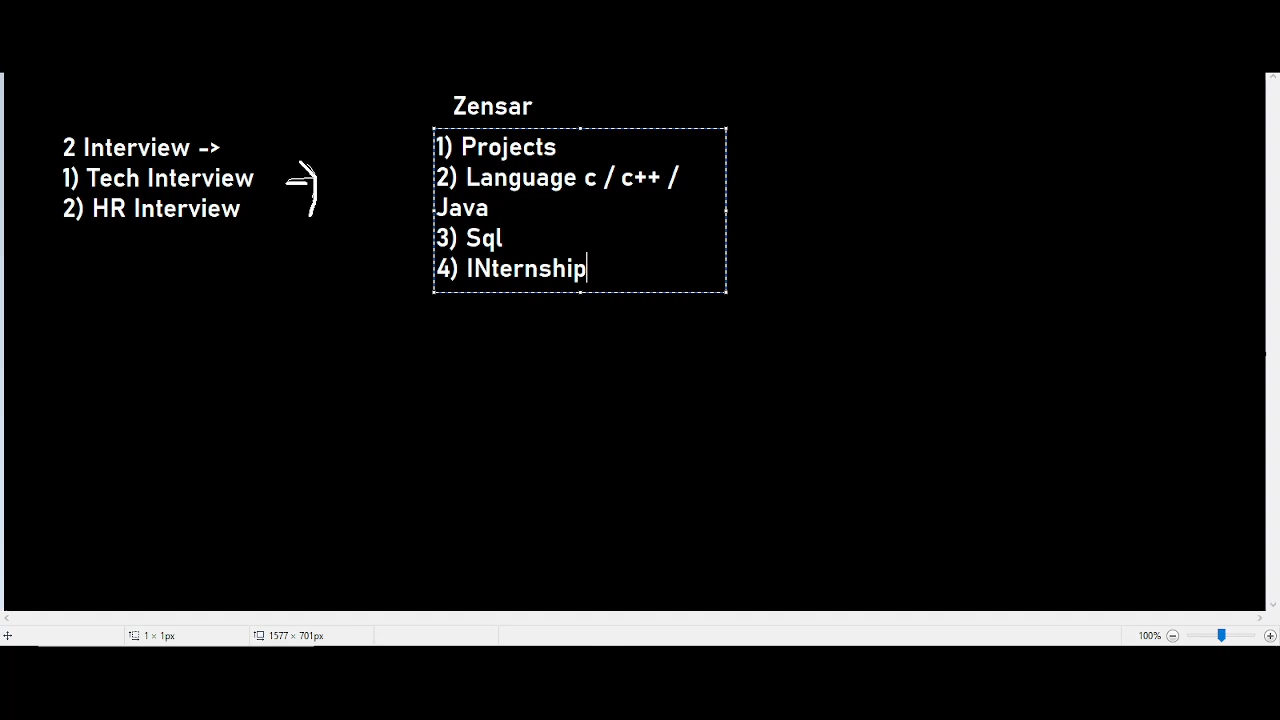 Zensar
2 Interview ->
1) Tech Interview
2) HR Interview
1) Projects
2) Language c / c++ /
Java
3) Sql
4) INternship
1 × 1px
1577 × 701px
100%